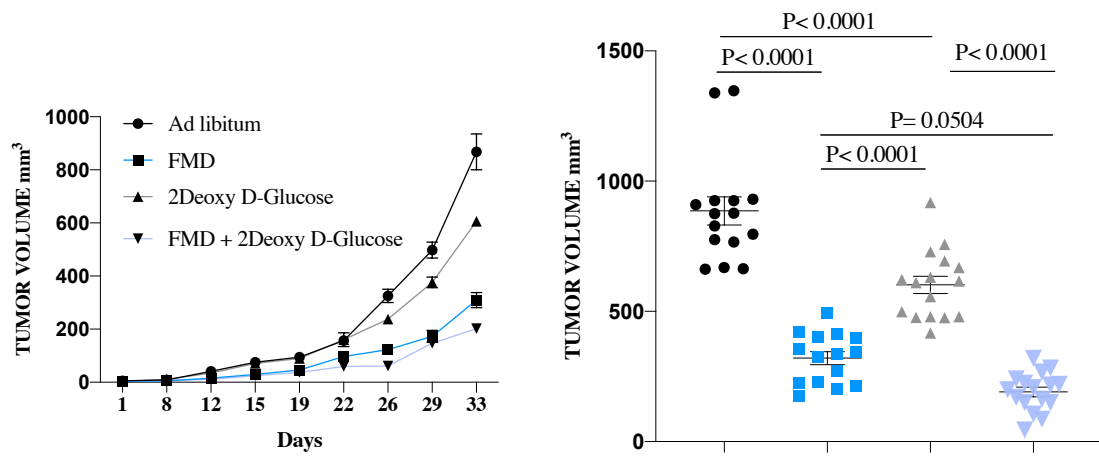 TUMOR VOLUME mm³
1000
800
600
400
200
0
Ad libitum
FMD
2Deoxy D-Glucose
FMD + 2Deoxy D-Glucose
1 8 12 15 19 22 26 29 33
Days
TUMOR VOLUME mm³
1500
1000
500
0
P< 0.0001
P< 0.0001
P< 0.0001
P= 0.0504
P< 0.0001